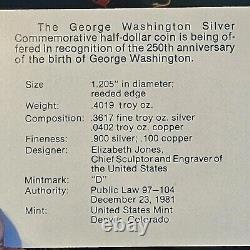 The George Washington Silver
Commemorative half-dollar coin is being of-
fered in recognition of the 250th anniversary
of the birth of George Washington.
Size 1.205" in diameter;
reeded edge
Weight: .4019 troy oz.
Composition: .3617 fine troy oz. silver
.0402 troy oz. copper
Fineness: .900 silver, .100 copper
Designer: Elizabeth Jones,
Chief Sculptor and Engraver of
the United States
Mintmark: "D"
Authority: Public Law 97-104
December 23, 1981
Mint: United States Mint
Denver, Colorado